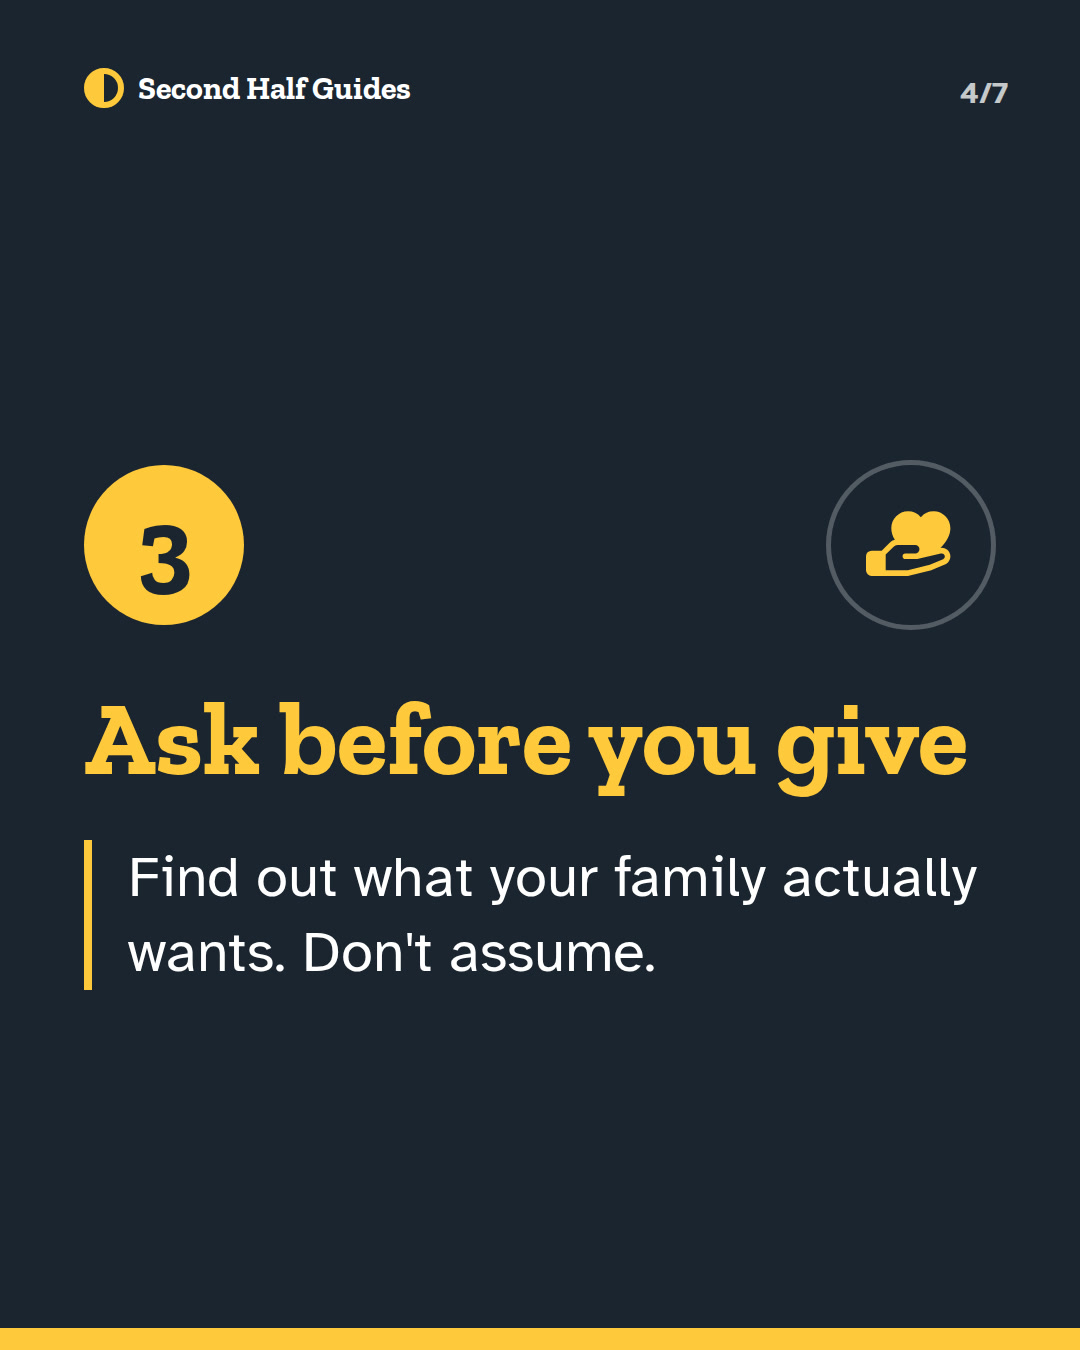 Second Half Guides
4/7
3
Ask before you give
Find out what your family actually
wants. Don't assume.